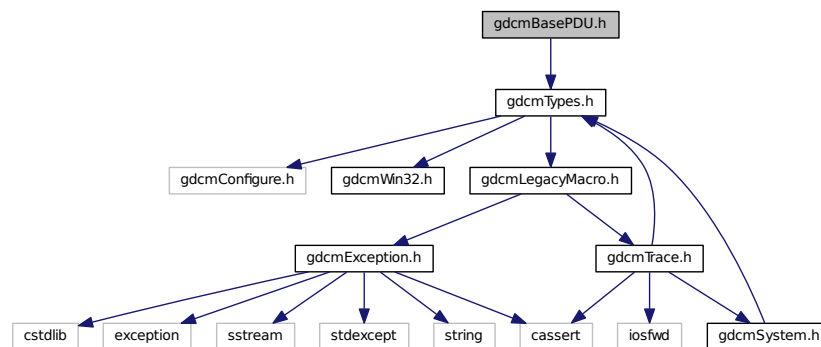 gdcmBasePDU.h
gdcmTypes.h
gdcmConfigure.h
gdcmWin32.h
gdcmLegacyMacro.h
gdcmException.h
gdcmTrace.h
cstdlib
exception
sstream
stdexcept
string
cassert
iosfwd
gdcmSystem.h